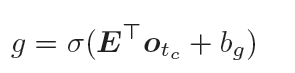 g = σ(E⊤o_{t_c} + b_g)